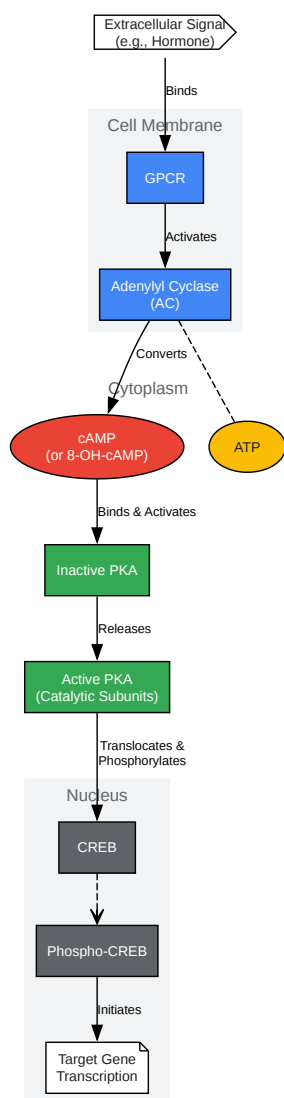 Extracellular Signal
(e.g., Hormone)
Binds
Cell Membrane
GPCR
Activates
Adenylyl Cyclase
(AC)
Converts
Cytoplasm
cAMP
(or 8-OH-cAMP)
ATP
Binds & Activates
Inactive PKA
Releases
Active PKA
(Catalytic Subunits)
Translocates &
Phosphorylates
Nucleus
CREB
Phospho-CREB
Initiates
Target Gene
Transcription